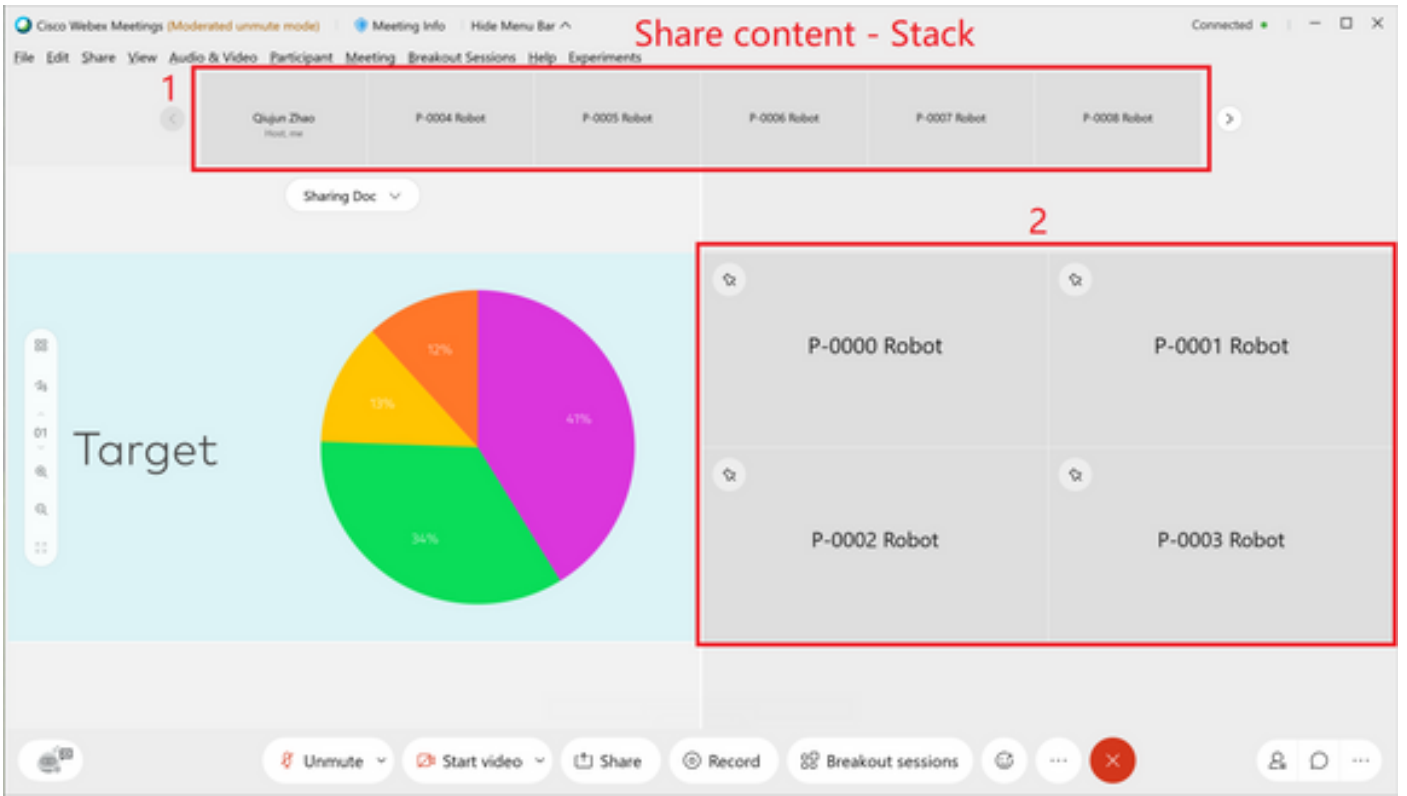 Cisco Webex Meetings (Moderated unmute mode) Meeting Info Hide Menu Bar Connected
Share content - Stack
File Edit Share View Audio & Video Participant Meeting Breakout Sessions Help Experiments
1
Qiujun Zhao P-0004 Robot P-0005 Robot P-0006 Robot P-0007 Robot P-0008 Robot
Host, me
Sharing Doc
2
P-0000 Robot P-0001 Robot
12%
13%
41%
01
Target
34%
P-0002 Robot P-0003 Robot
Unmute Start video Share Record Breakout sessions